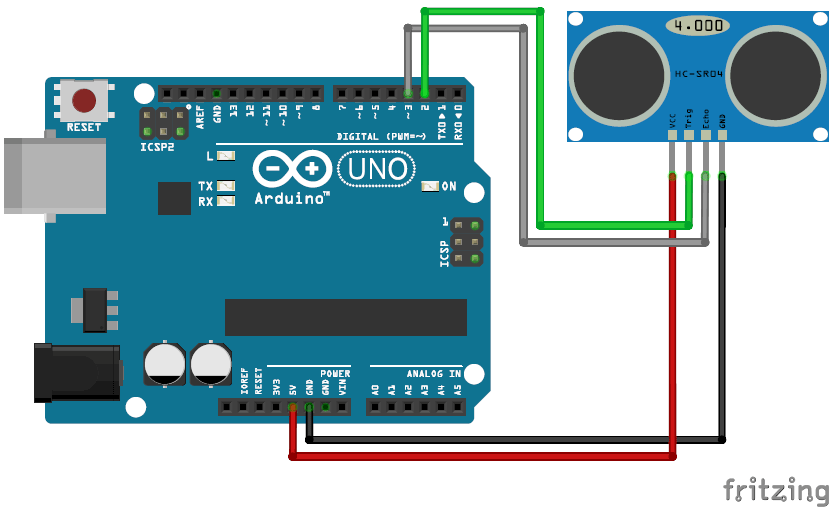 4.000
HC-SR04
VCC
Trig
Echo
GND
RESET
ICSP2
AREF
GND
13
12
~11
~10
~9
8
7
~6
~5
4
~3
2
TX0▶1
RX0◀0
DIGITAL (PWM=~)
L
TX
RX
UNO
Arduino™
ON
1
ICSP
POWER
ANALOG IN
IOREF
RESET
3V3
5V
GND
GND
VIN
A0
A1
A2
A3
A4
A5
fritzing